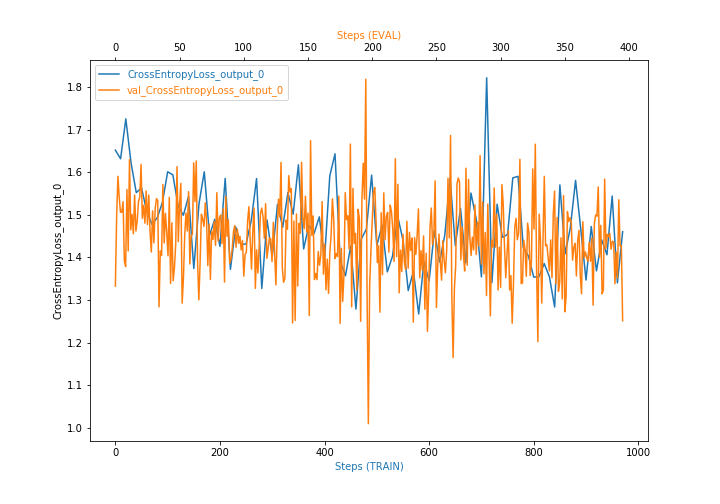 Steps (EVAL)
0 50 100 150 200 250 300 350 400
CrossEntropyLoss_output_0
val_CrossEntropyLoss_output_0
CrossEntropyLoss_output_0
1.8
1.7
1.6
1.5
1.4
1.3
1.2
1.1
1.0
0 200 400 600 800 1000
Steps (TRAIN)